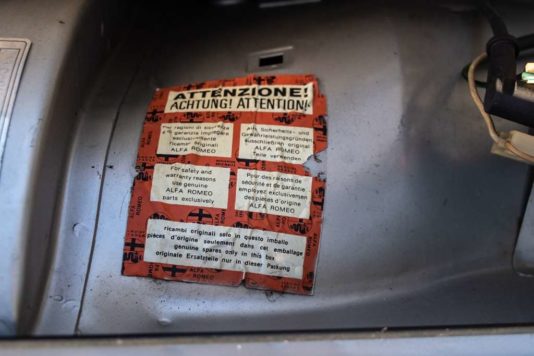 ATTENZIONE!
ACHTUNG! ATTENTION!
Per ragioni di sicurezza
e garanzia impiegare
esclusivamente
Ricambi originali
ALFA ROMEO
Aus Sicherheits- und
Gewährleistungsgründen
ausschließlich original
ALFA ROMEO
Teile verwenden
For safety and
warranty reasons
use genuine
ALFA ROMEO
parts exclusively
Pour des raisons de
sécurité et de garantie
employez exclusivement
des pièces d'origine
ALFA ROMEO
ricambi originali solo in questo imballo
pièces d'origine seulement dans cet emballage
genuine spares only in this box
originale Ersatzteile nur in dieser Packung
ALFA ROMEO